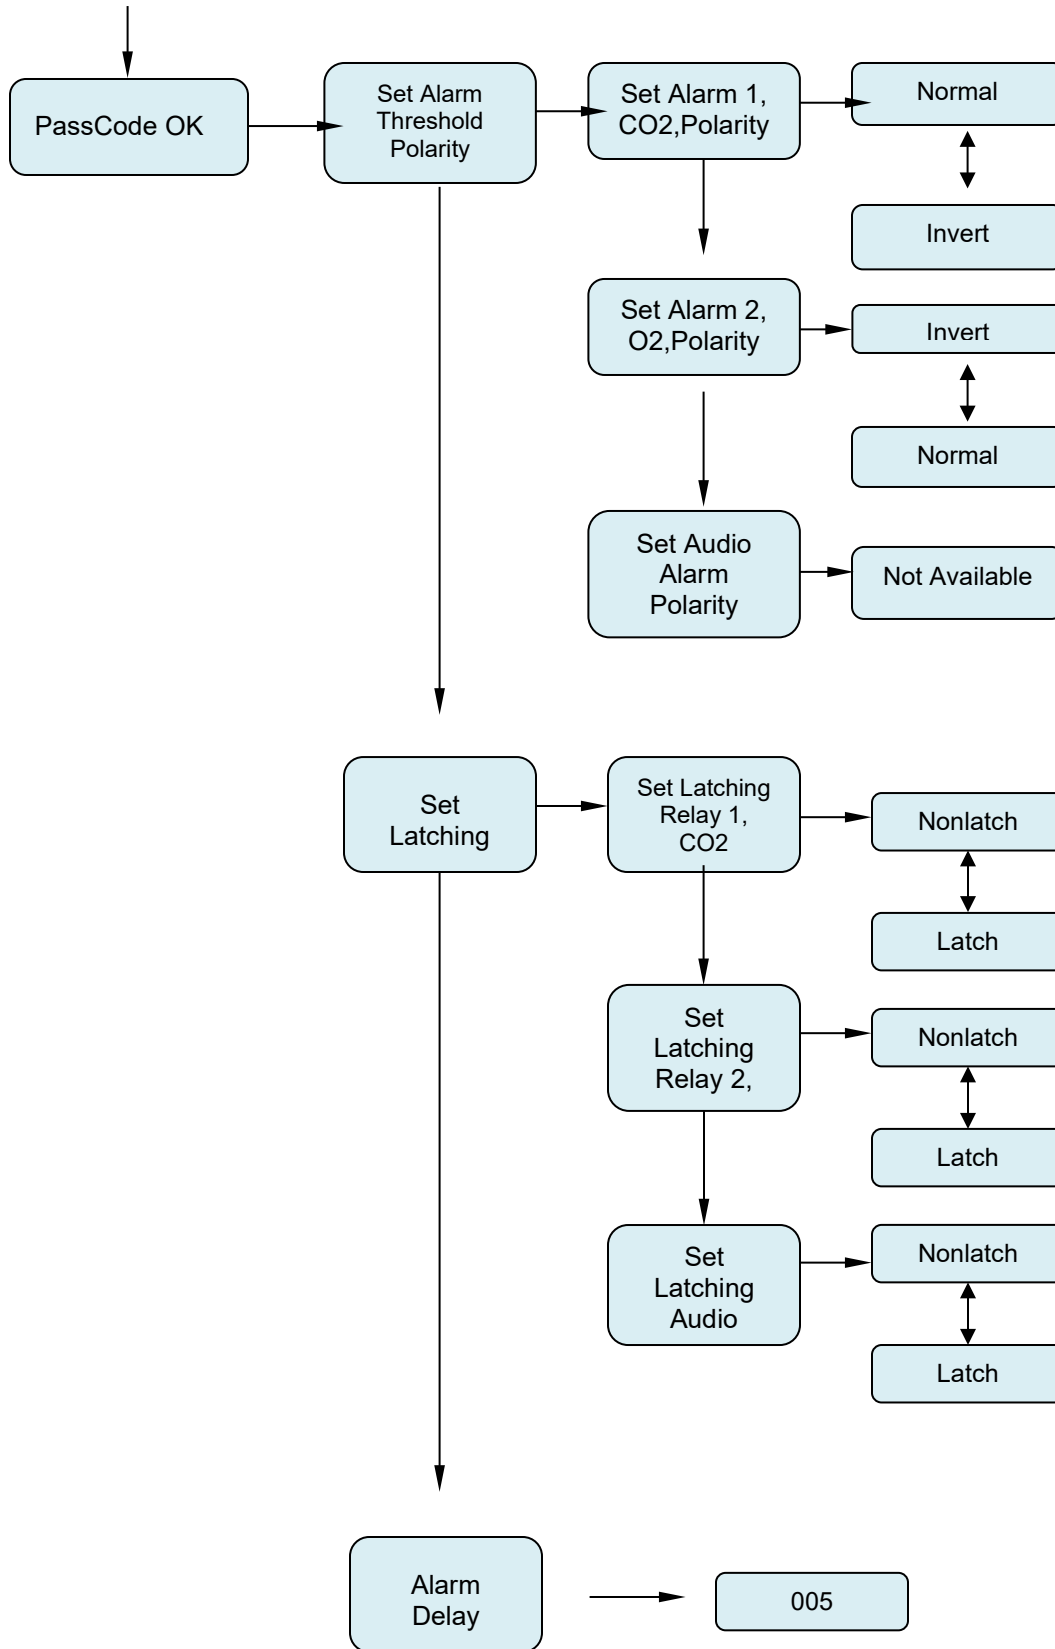 PassCode OK
Set Alarm
Threshold
Polarity
Set Alarm 1,
CO2,Polarity
Normal
Invert
Set Alarm 2,
O2,Polarity
Invert
Normal
Set Audio
Alarm
Polarity
Not Available
Set
Latching
Set Latching
Relay 1,
CO2
Nonlatch
Latch
Set
Latching
Relay 2,
Nonlatch
Latch
Set
Latching
Audio
Nonlatch
Latch
Alarm
Delay
005